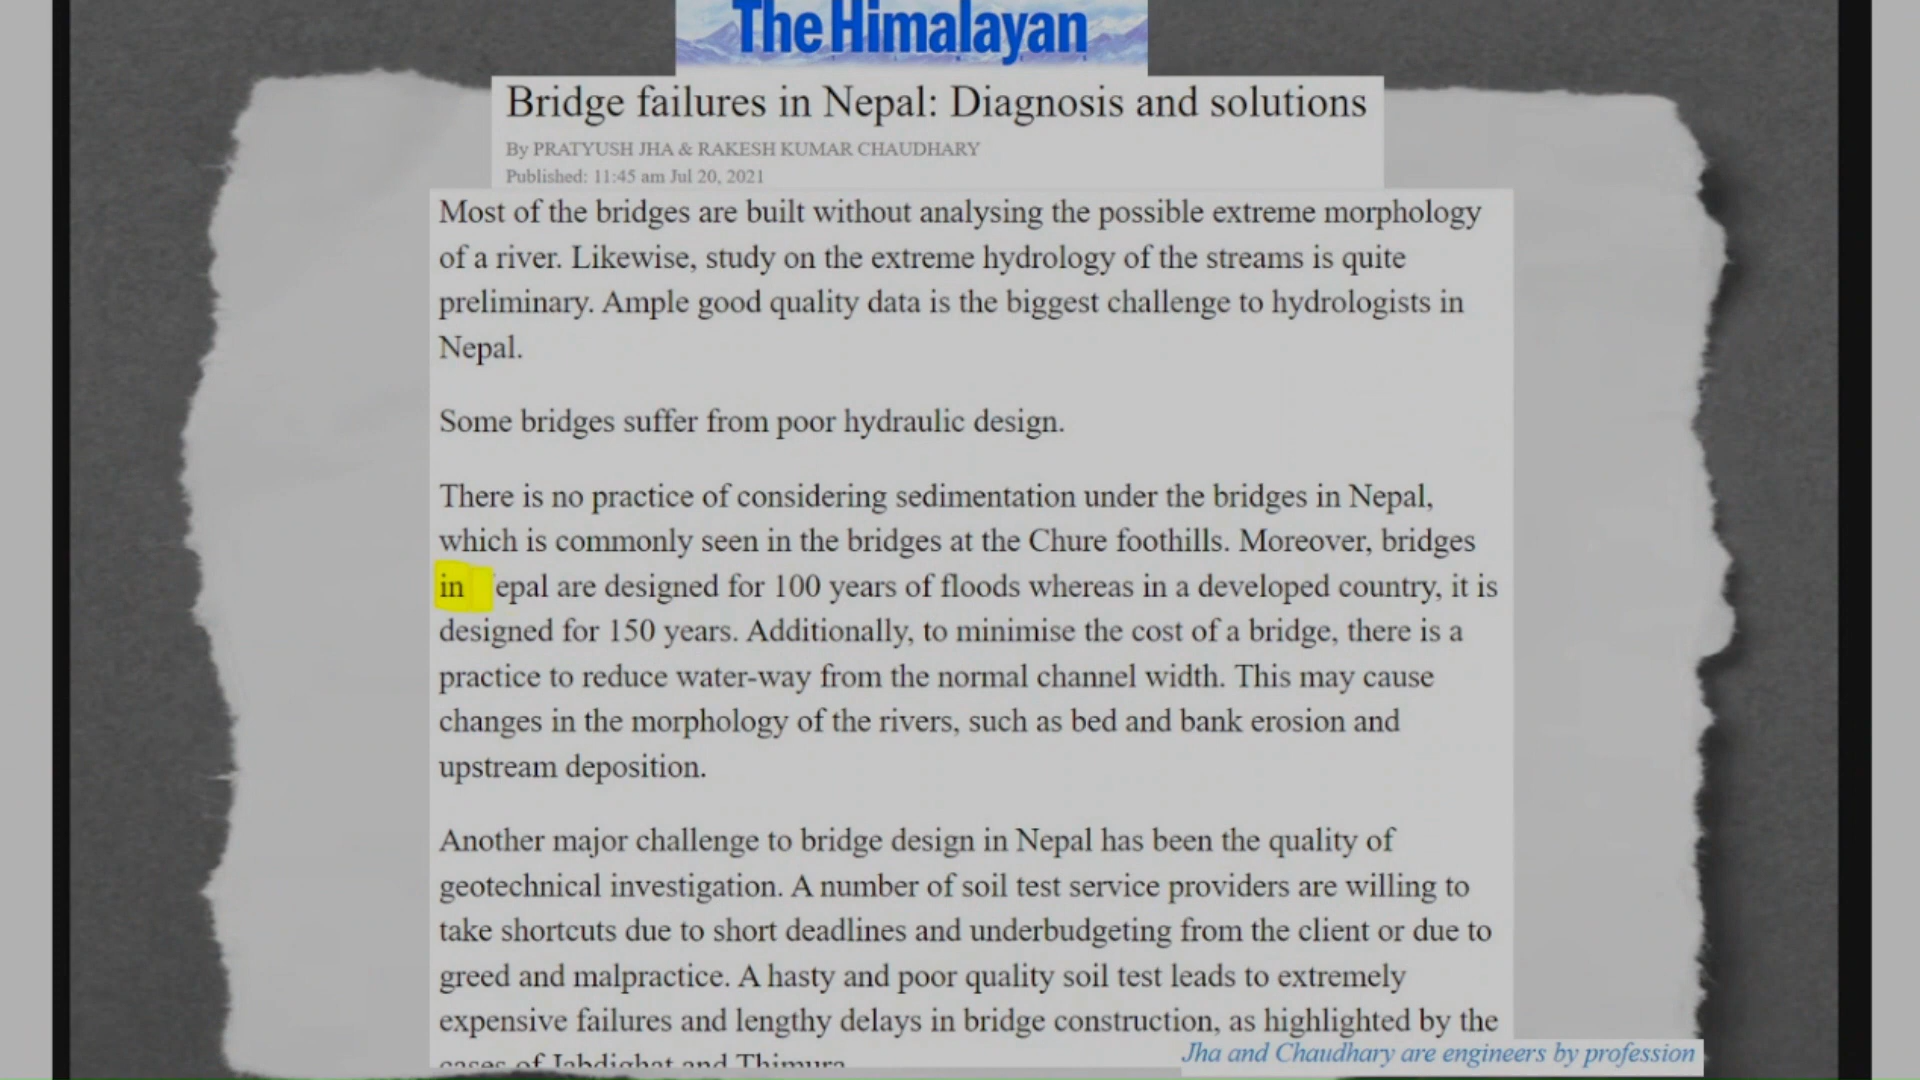 The Himalayan
Bridge failures in Nepal: Diagnosis and solutions
By PRATYUSH JHA & RAKESH KUMAR CHAUDHARY
Published: 11:45 am Jul 20, 2021
Most of the bridges are built without analysing the possible extreme morphology
of a river. Likewise, study on the extreme hydrology of the streams is quite
preliminary. Ample good quality data is the biggest challenge to hydrologists in
Nepal.
Some bridges suffer from poor hydraulic design.
There is no practice of considering sedimentation under the bridges in Nepal,
which is commonly seen in the bridges at the Chure foothills. Moreover, bridges
in epal are designed for 100 years of floods whereas in a developed country, it is
designed for 150 years. Additionally, to minimise the cost of a bridge, there is a
practice to reduce water-way from the normal channel width. This may cause
changes in the morphology of the rivers, such as bed and bank erosion and
upstream deposition.
Another major challenge to bridge design in Nepal has been the quality of
geotechnical investigation. A number of soil test service providers are willing to
take shortcuts due to short deadlines and underbudgeting from the client or due to
greed and malpractice. A hasty and poor quality soil test leads to extremely
expensive failures and lengthy delays in bridge construction, as highlighted by the
cases of Jabdighat and Thimura
Jha and Chaudhary are engineers by profession